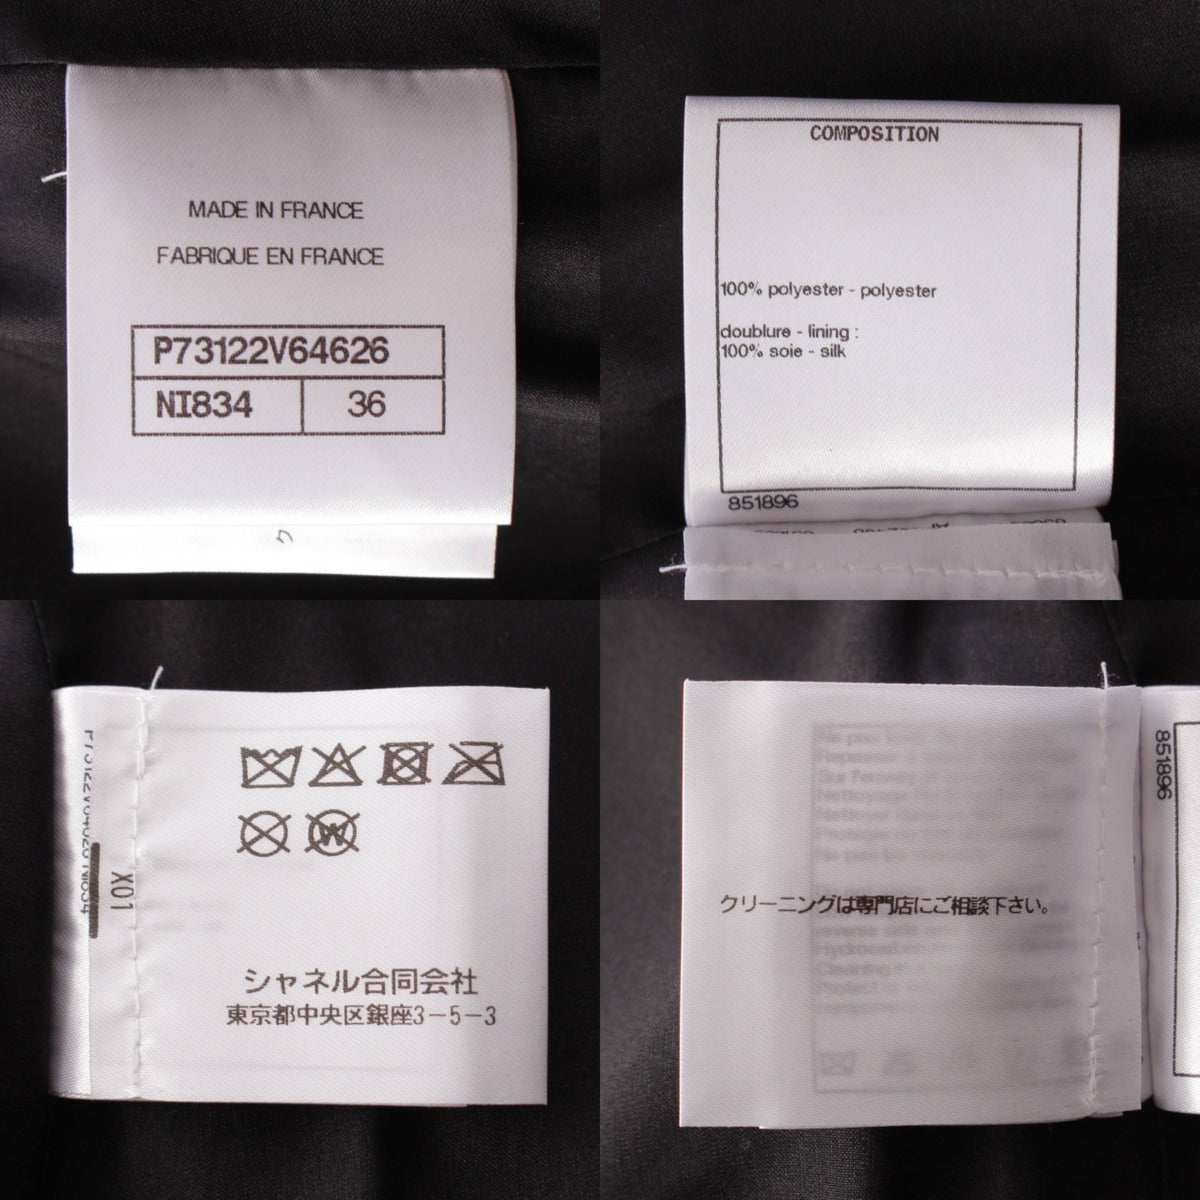 MADE IN FRANCE
FABRIQUE EN FRANCE
P73122V64626
NI834
36
ク
COMPOSITION
100% polyester - polyester
doublure - lining :
100% soie - silk
851896
X01
シャネル合同会社
東京都中央区銀座3-5-3
851896
クリーニングは専門店にご相談下さい。